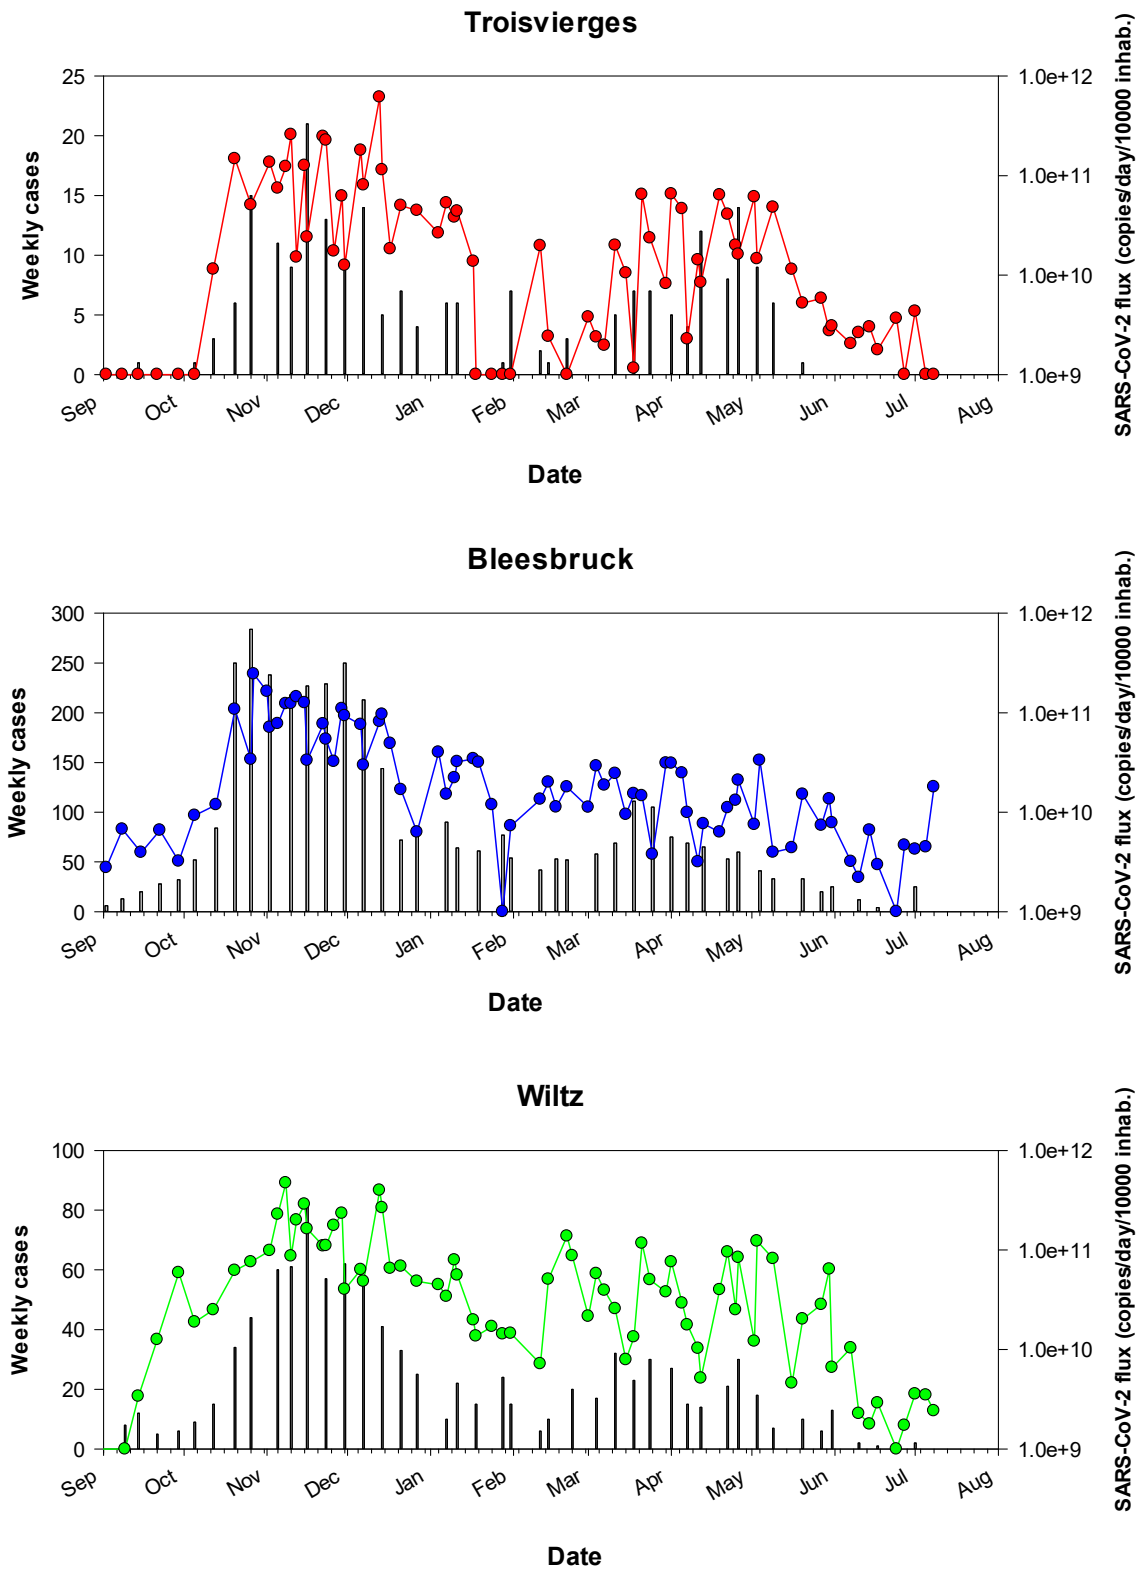 Troisvierges
Weekly cases
25
20
15
10
5
0
1.0e+12
1.0e+11
1.0e+10
1.0e+9
SARS-CoV-2 flux (copies/day/10000 inhab.)
Sep Oct Nov Dec Jan Feb Mar Apr May Jun Jul Aug
Date
Bleesbruck
Weekly cases
300
250
200
150
100
50
0
1.0e+12
1.0e+11
1.0e+10
1.0e+9
SARS-CoV-2 flux (copies/day/10000 inhab.)
Sep Oct Nov Dec Jan Feb Mar Apr May Jun Jul Aug
Date
Wiltz
Weekly cases
100
80
60
40
20
0
1.0e+12
1.0e+11
1.0e+10
1.0e+9
SARS-CoV-2 flux (copies/day/10000 inhab.)
Sep Oct Nov Dec Jan Feb Mar Apr May Jun Jul Aug
Date